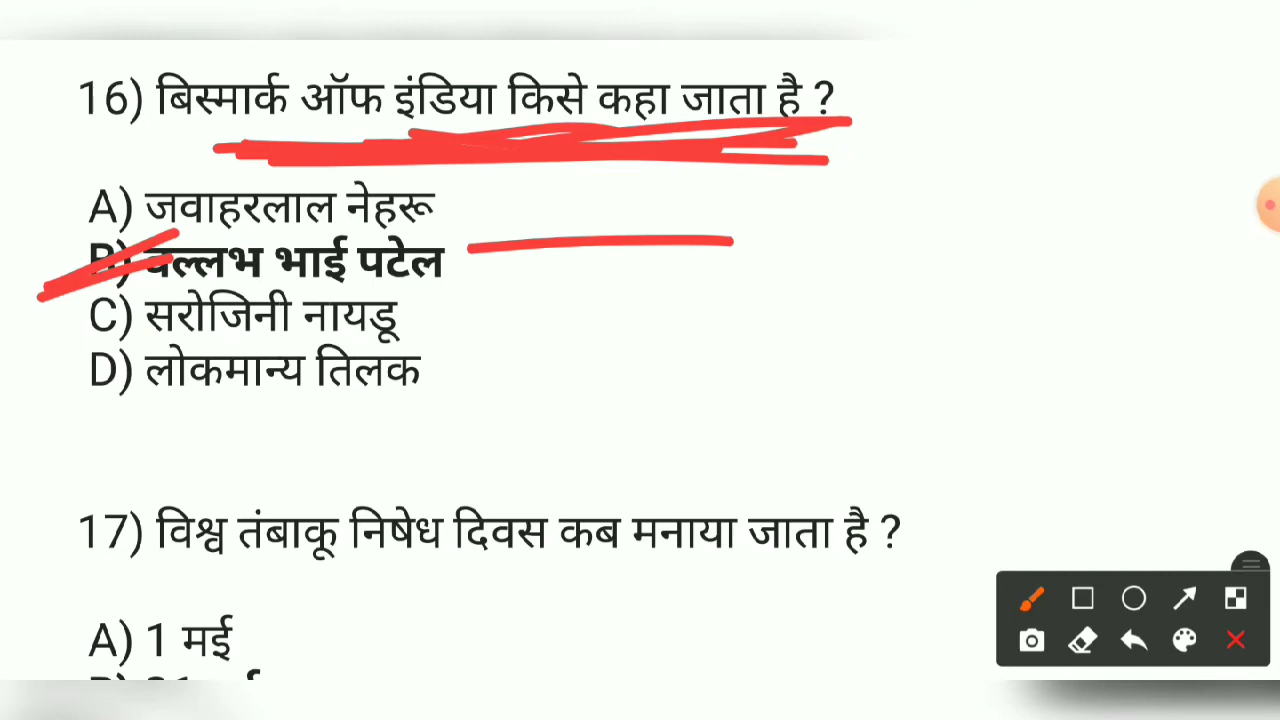 16) बिस्मार्क ऑफ इंडिया किसे कहा जाता है ?
A) जवाहरलाल नेहरू
B) वल्लभ भाई पटेल
C) सरोजिनी नायडू
D) लोकमान्य तिलक
17) विश्व तंबाकू निषेध दिवस कब मनाया जाता है ?
A) 1 मई